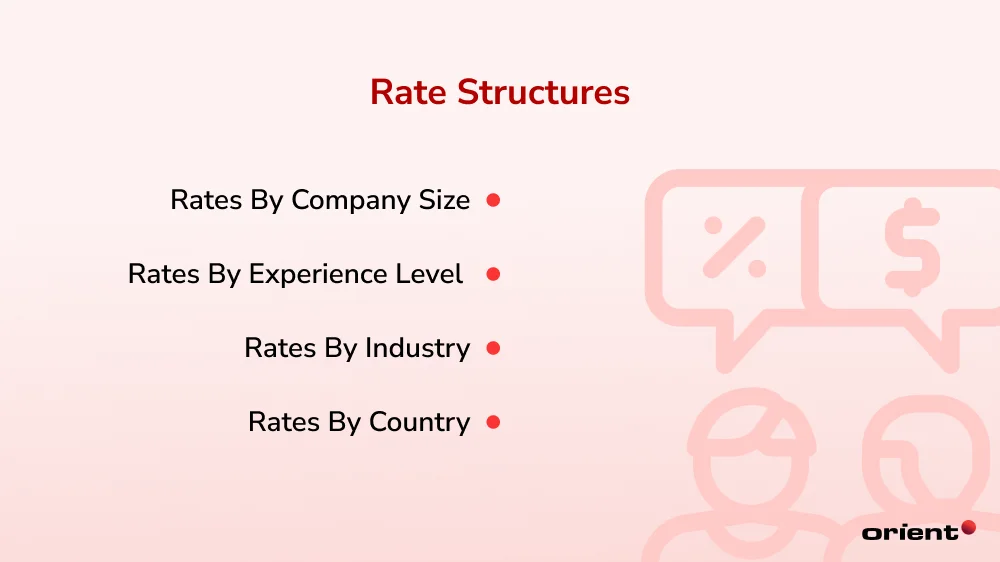 Rate Structures
Rates By Company Size
Rates By Experience Level
Rates By Industry
Rates By Country
% $
orient